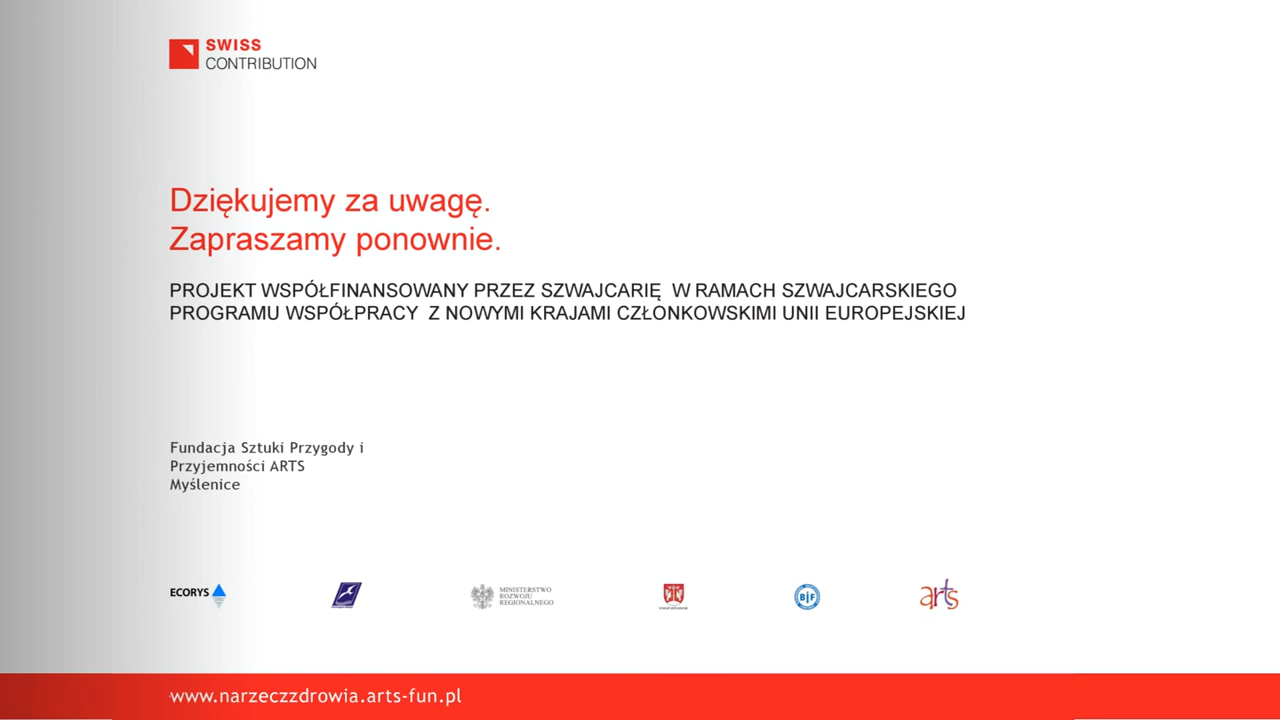 SWISS
CONTRIBUTION
Dziękujemy za uwagę.
Zapraszamy ponownie.
PROJEKT WSPÓŁFINANSOWANY PRZEZ SZWAJCARIĘ W RAMACH SZWAJCARSKIEGO
PROGRAMU WSPÓŁPRACY Z NOWYMI KRAJAMI CZŁONKOWSKIMI UNII EUROPEJSKIEJ
Fundacja Sztuki Przygody i
Przyjemności ARTS
Myślenice
ECORYS
MINISTERSTWO
ROZWOJU
REGIONALNEGO
BIF
arts
www.narzeczzdrowia.arts-fun.pl